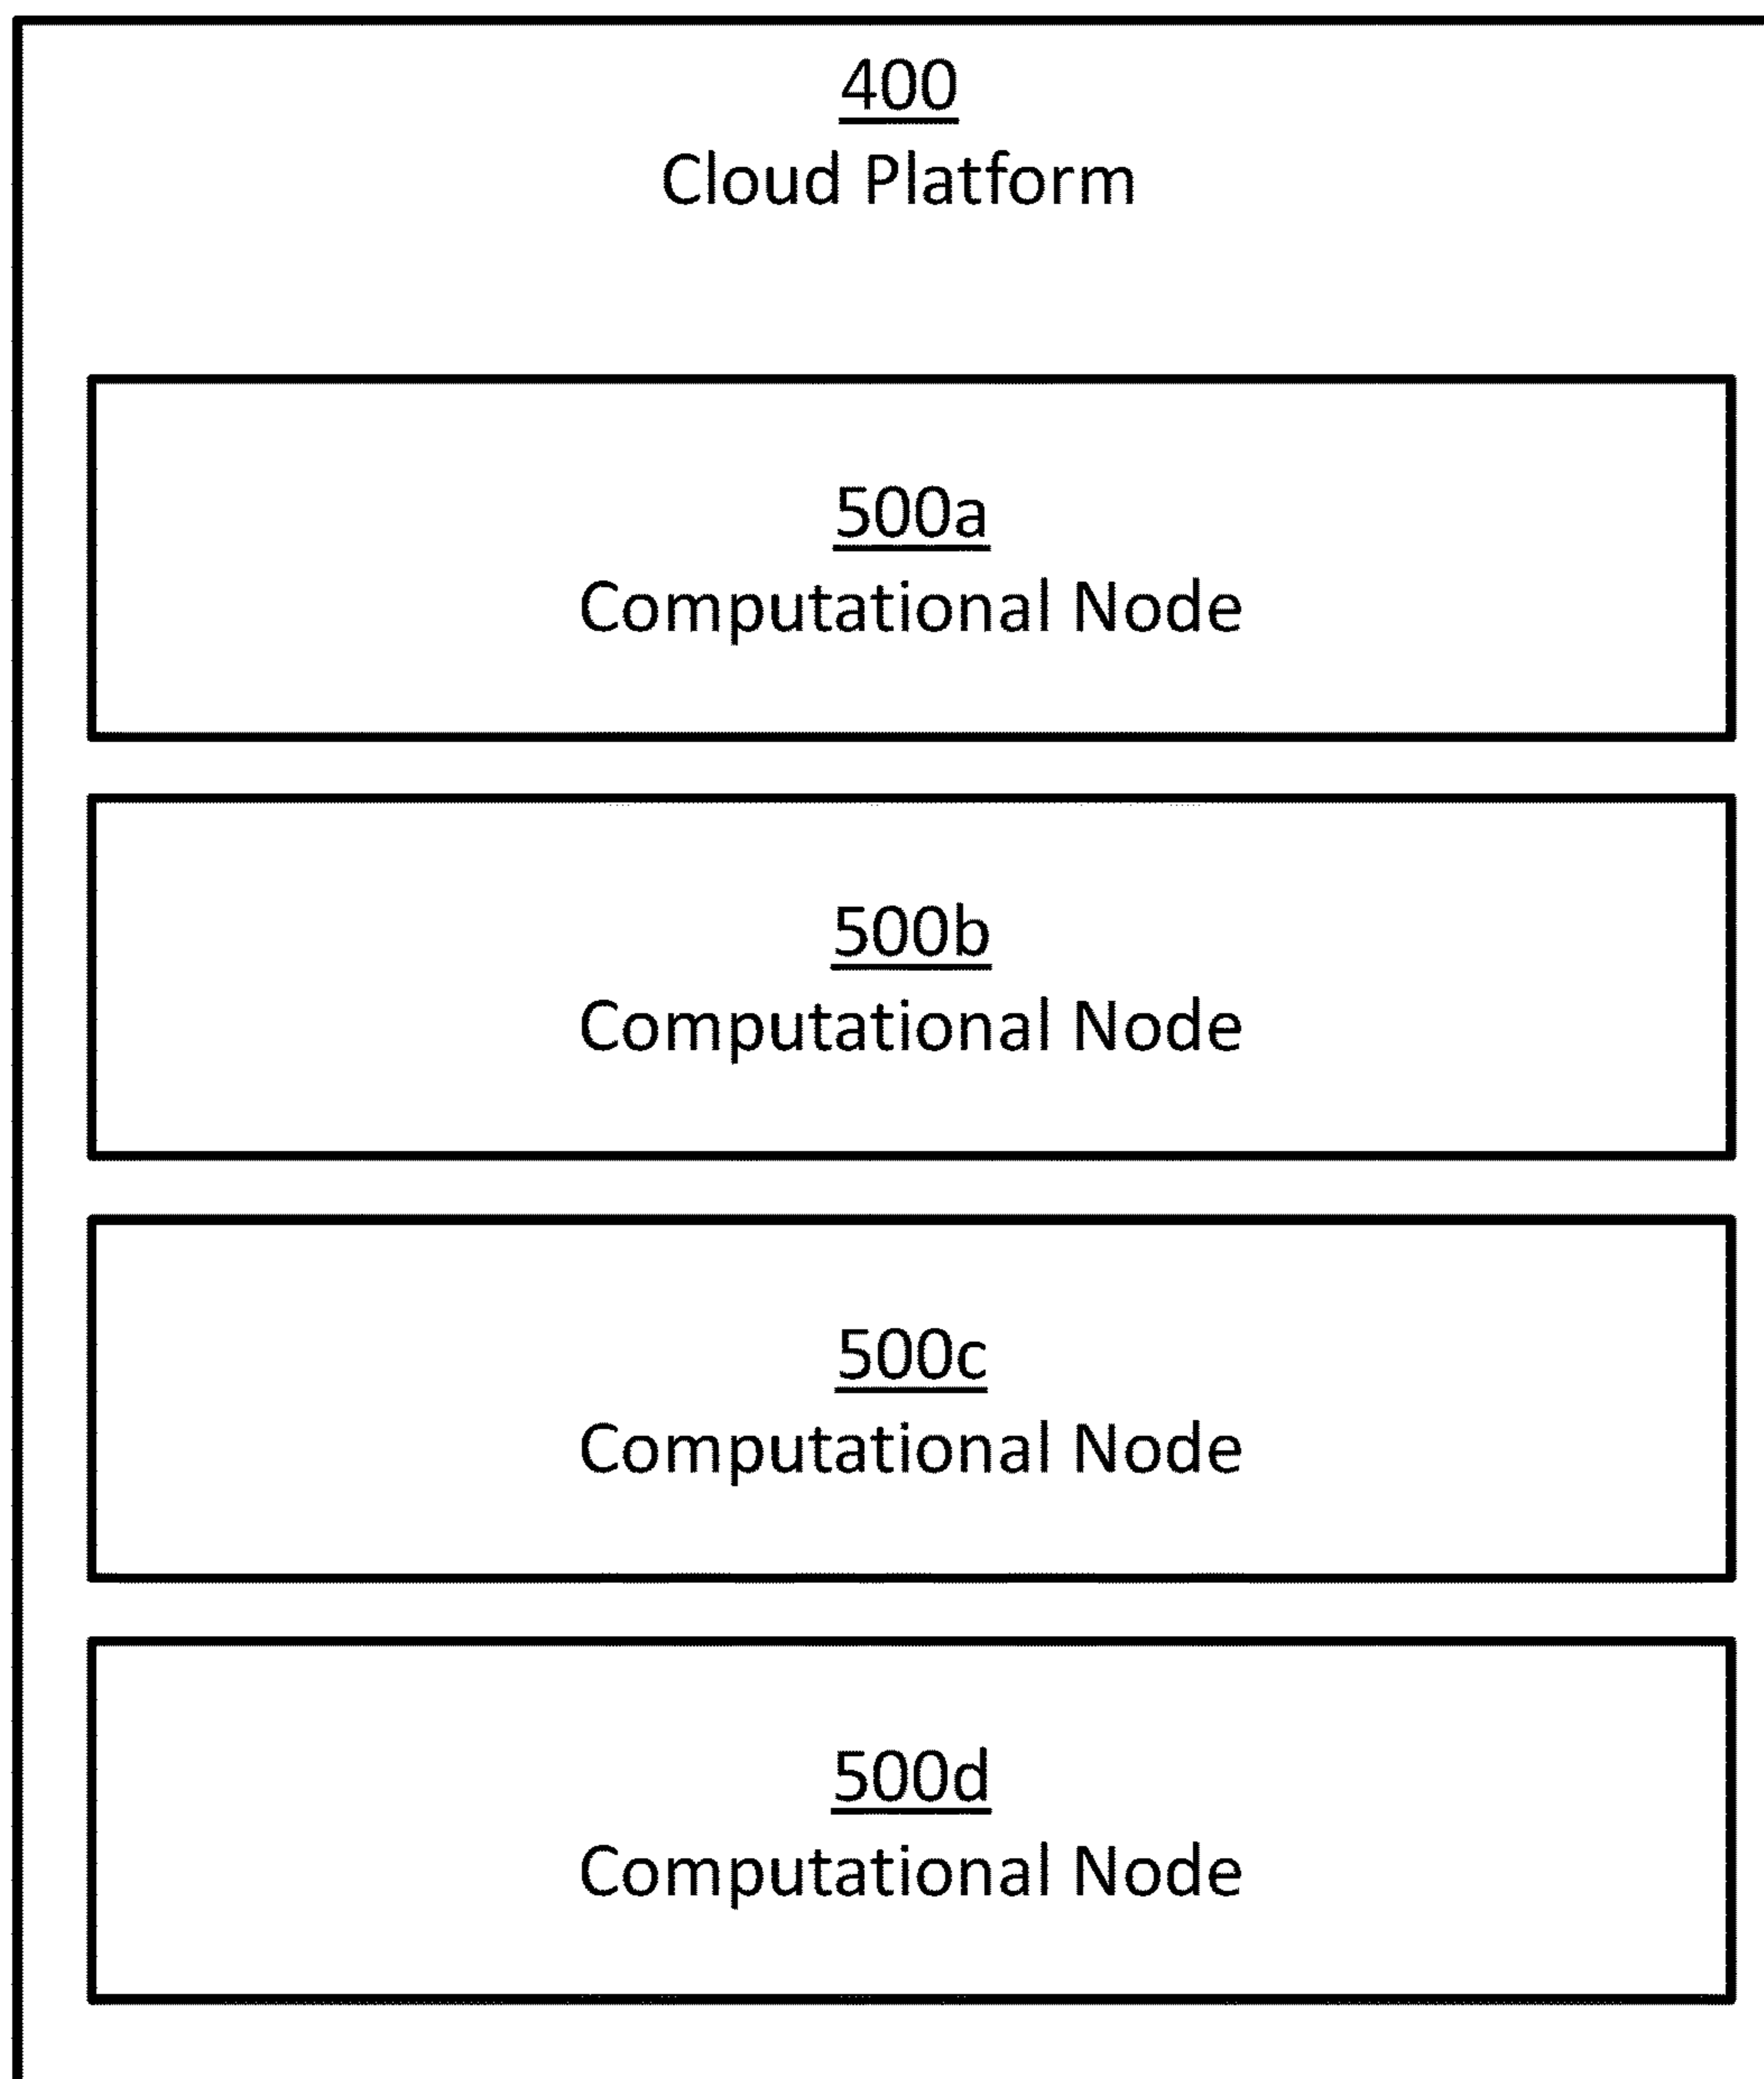 400
Cloud Platform
500a
Computational Node
500b
Computational Node
500c
Computational Node
500d
Computational Node